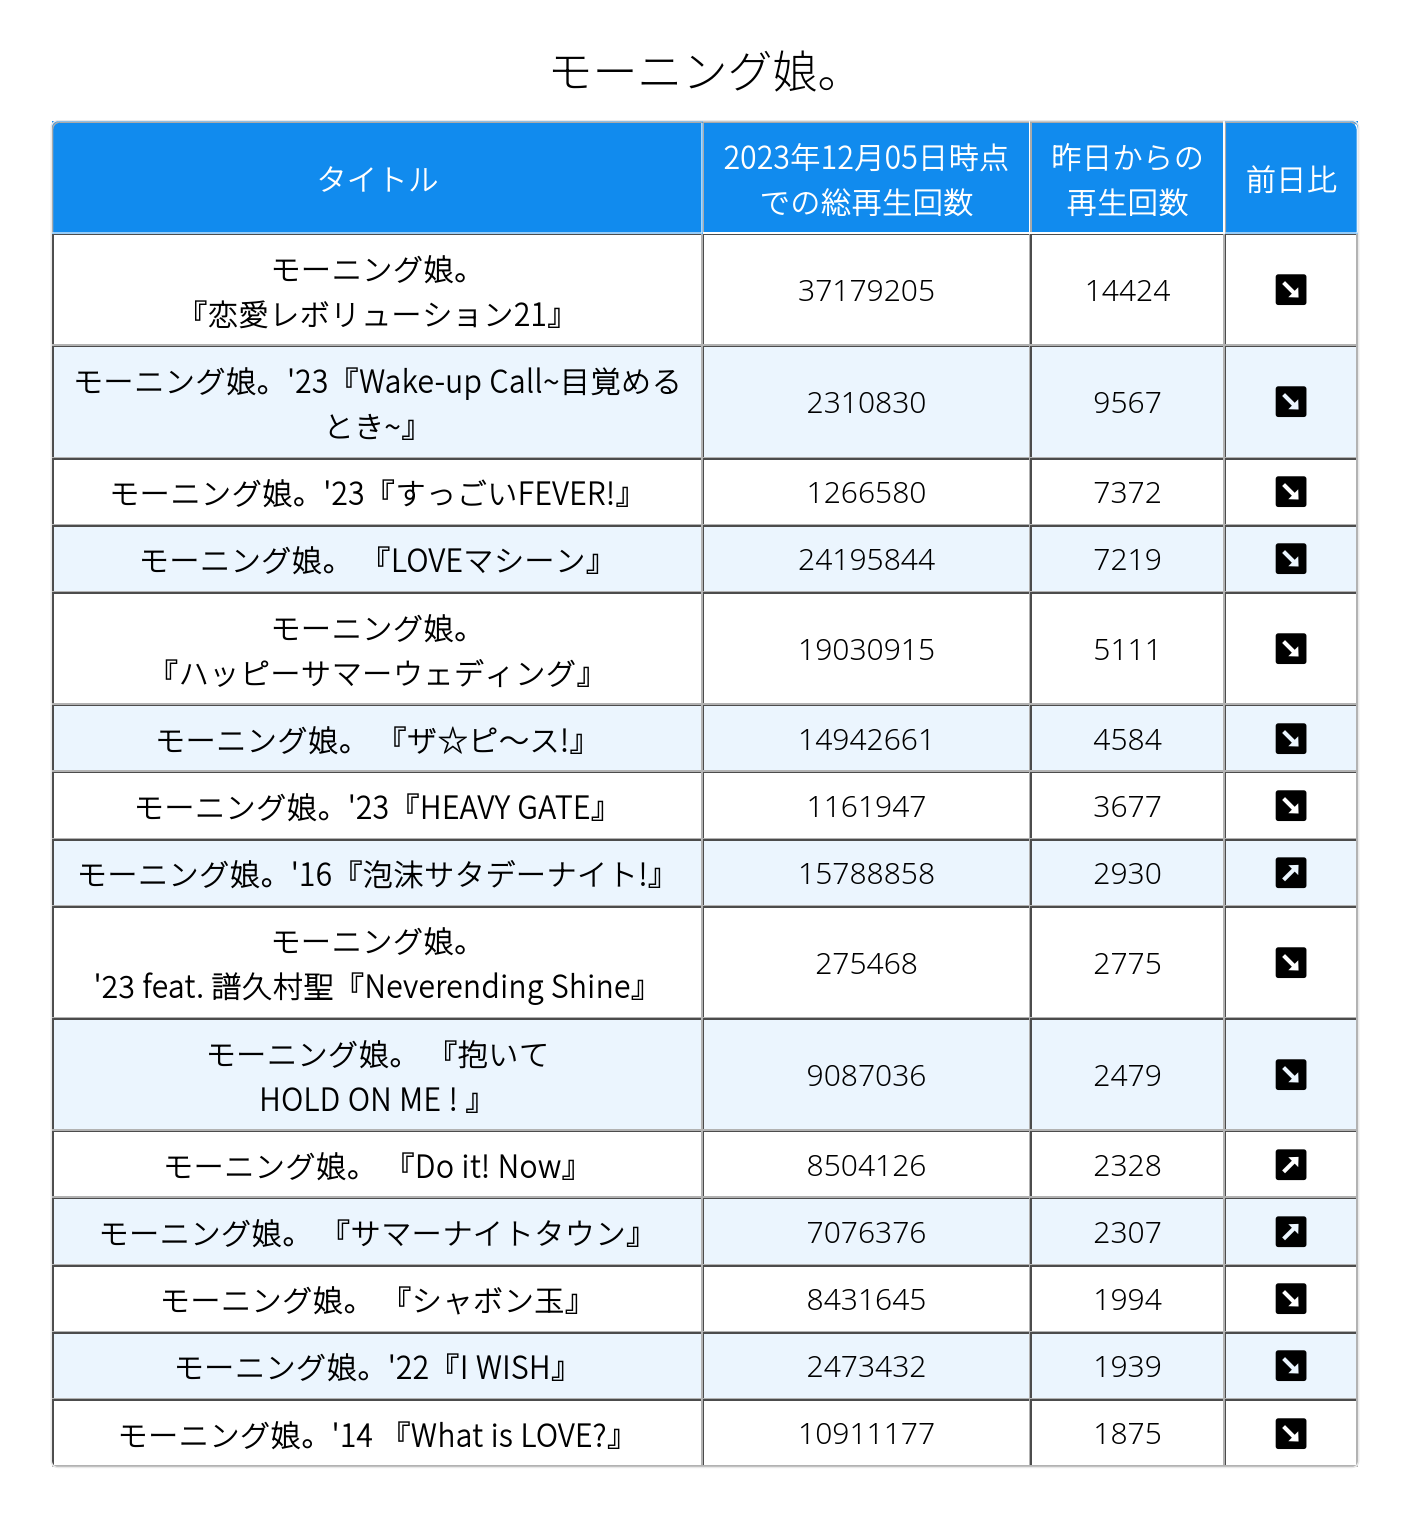 モーニング娘。
タイトル
2023年12月05日時点
での総再生回数
昨日からの
再生回数
前日比
モーニング娘。
『恋愛レボリューション21』
37179205
14424
モーニング娘。'23『Wake-up Call~目覚める
とき~』
2310830
9567
モーニング娘。'23『すっごいFEVER!』
1266580
7372
モーニング娘。 『LOVEマシーン』
24195844
7219
モーニング娘。
『ハッピーサマーウェディング』
19030915
5111
モーニング娘。 『ザ☆ピ〜ス!』
14942661
4584
モーニング娘。'23『HEAVY GATE』
1161947
3677
モーニング娘。'16『泡沫サタデーナイト!』
15788858
2930
モーニング娘。
'23 feat. 譜久村聖『Neverending Shine』
275468
2775
モーニング娘。 『抱いて
HOLD ON ME ! 』
9087036
2479
モーニング娘。 『Do it! Now』
8504126
2328
モーニング娘。 『サマーナイトタウン』
7076376
2307
モーニング娘。 『シャボン玉』
8431645
1994
モーニング娘。'22『I WISH』
2473432
1939
モーニング娘。'14 『What is LOVE?』
10911177
1875